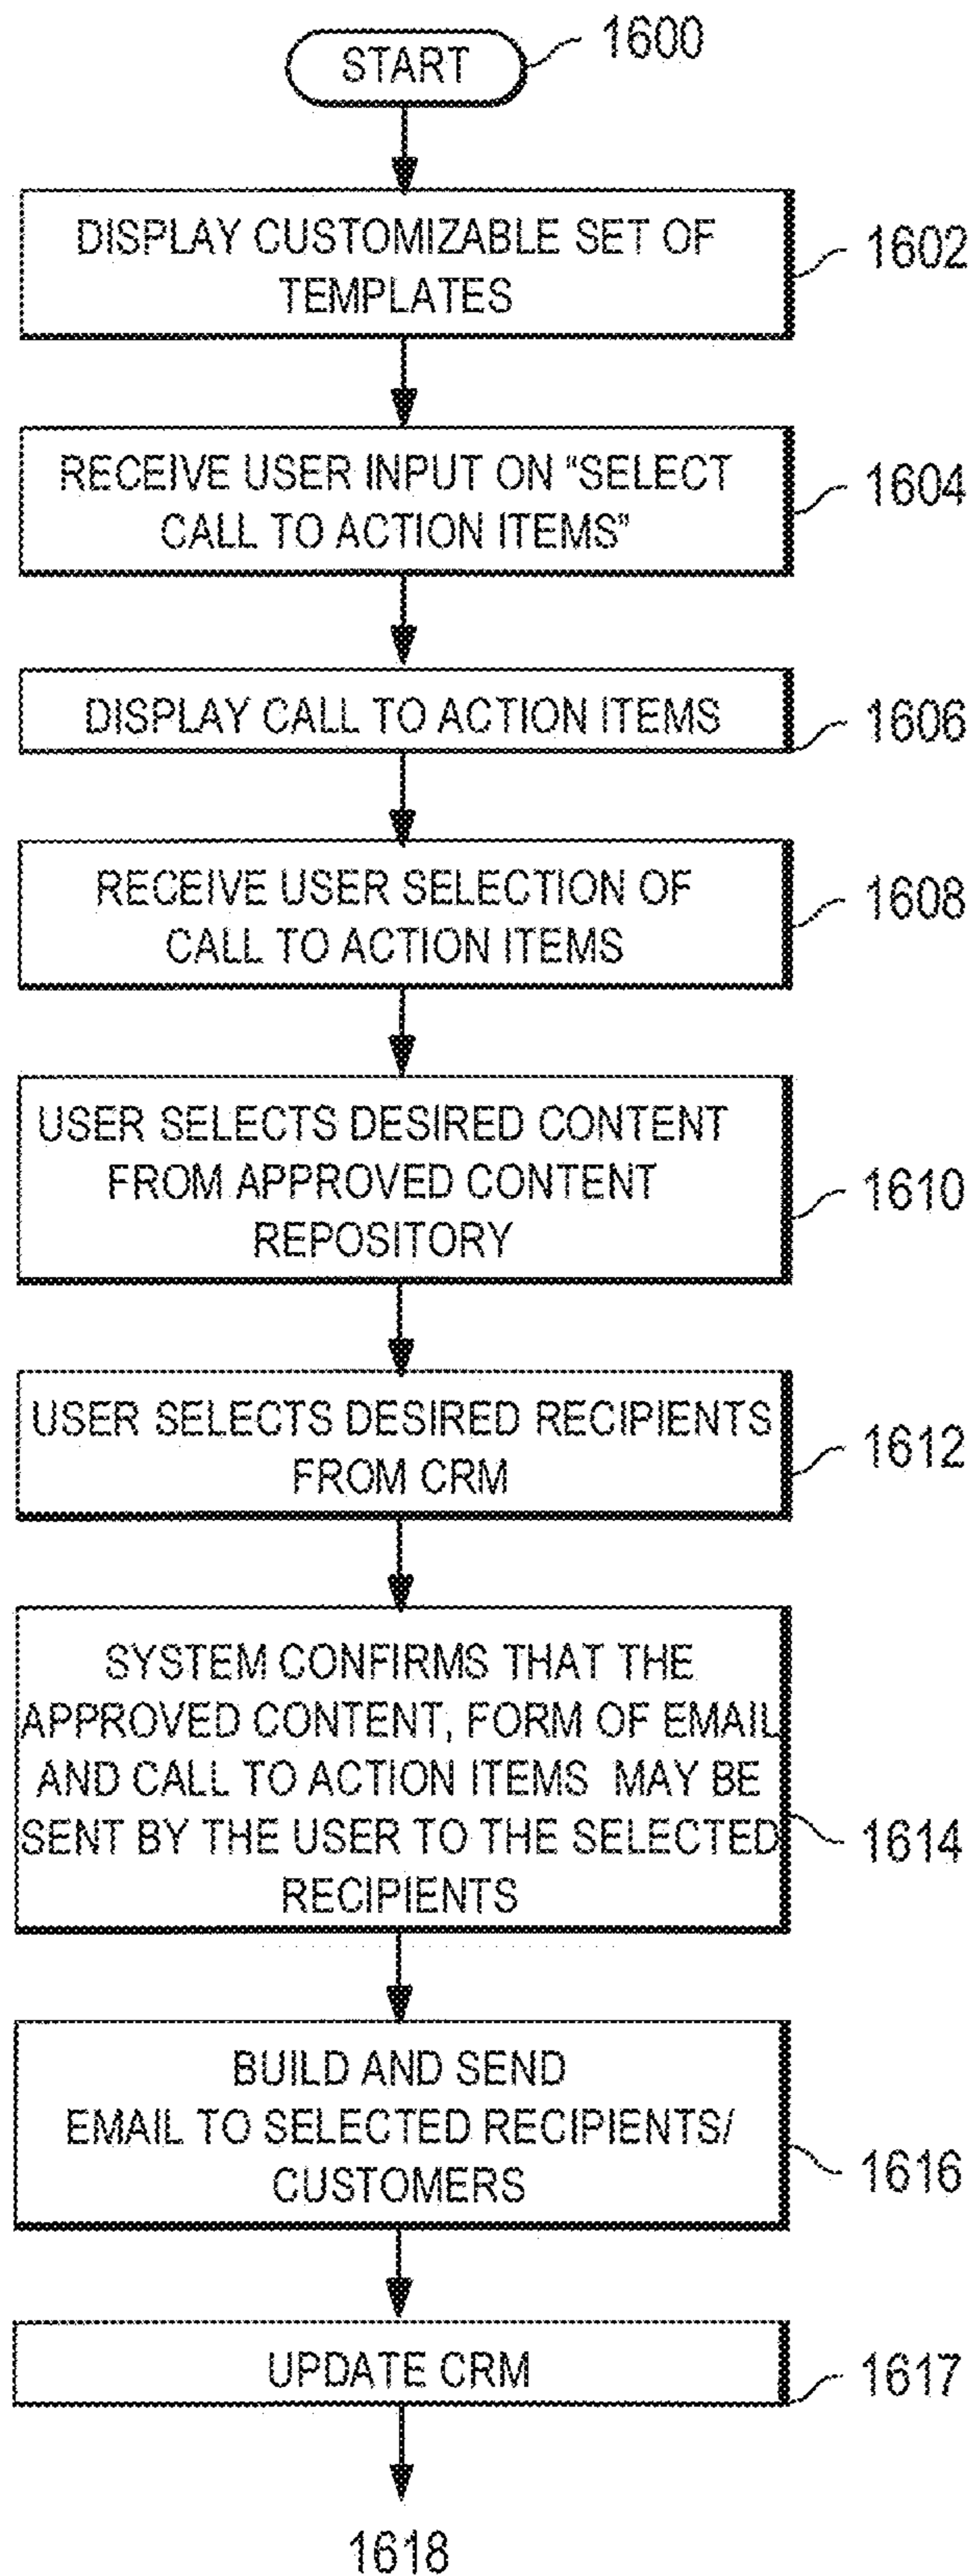 START
1600
DISPLAY CUSTOMIZABLE SET OF
TEMPLATES
1602
RECEIVE USER INPUT ON "SELECT
CALL TO ACTION ITEMS"
1604
DISPLAY CALL TO ACTION ITEMS
1606
RECEIVE USER SELECTION OF
CALL TO ACTION ITEMS
1608
USER SELECTS DESIRED CONTENT
FROM APPROVED CONTENT
REPOSITORY
1610
USER SELECTS DESIRED RECIPIENTS
FROM CRM
1612
SYSTEM CONFIRMS THAT THE
APPROVED CONTENT, FORM OF EMAIL
AND CALL TO ACTION ITEMS MAY BE
SENT BY THE USER TO THE SELECTED
RECIPIENTS
1614
BUILD AND SEND
EMAIL TO SELECTED RECIPIENTS/
CUSTOMERS
1616
UPDATE CRM
1617
1618